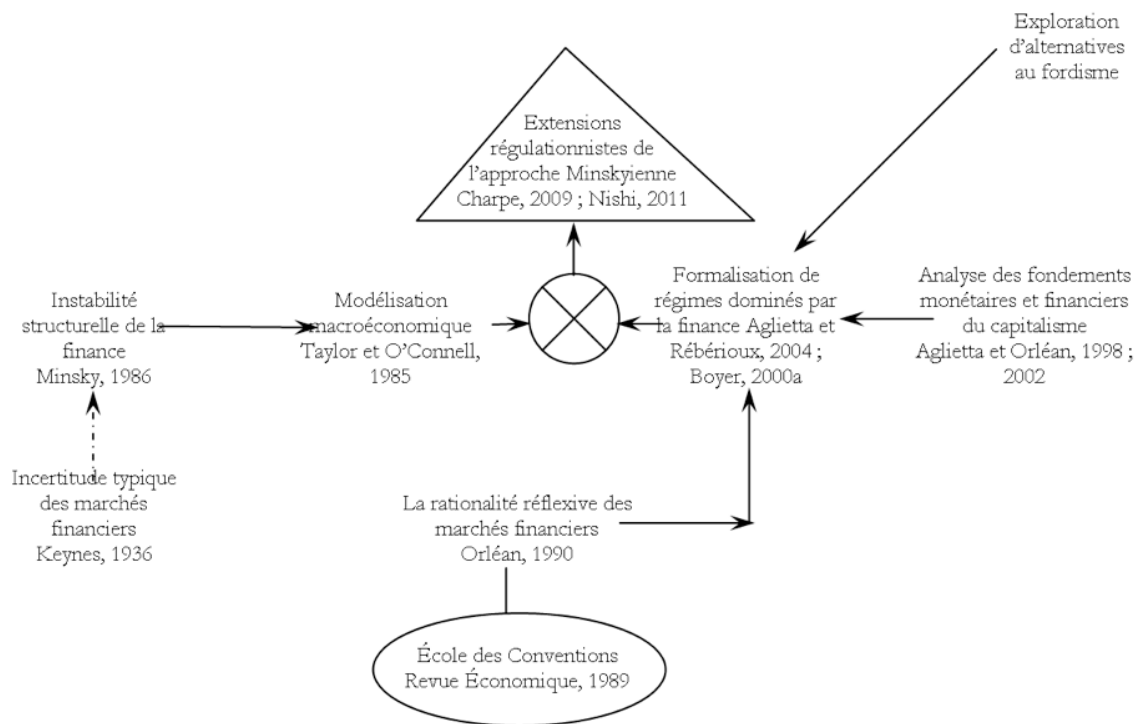 Exploration
d'alternatives
au fordisme
Extensions
régulationnistes de
l'approche Minskyienne
Charpe, 2009 ; Nishi, 2011
Instabilité
structurelle de la
finance
Minsky, 1986
Modélisation
macroéconomique
Taylor et O'Connell,
1985
Formalisation de
régimes dominés par
la finance Aglietta et
Rébérioux, 2004 ;
Boyer, 2000a
Analyse des fondements
monétaires et financiers
du capitalisme
Aglietta et Orléan, 1998 ;
2002
Incertitude typique
des marchés
financiers
Keynes, 1936
La rationalité réflexive des
marchés financiers
Orléan, 1990
École des Conventions
Revue Économique, 1989